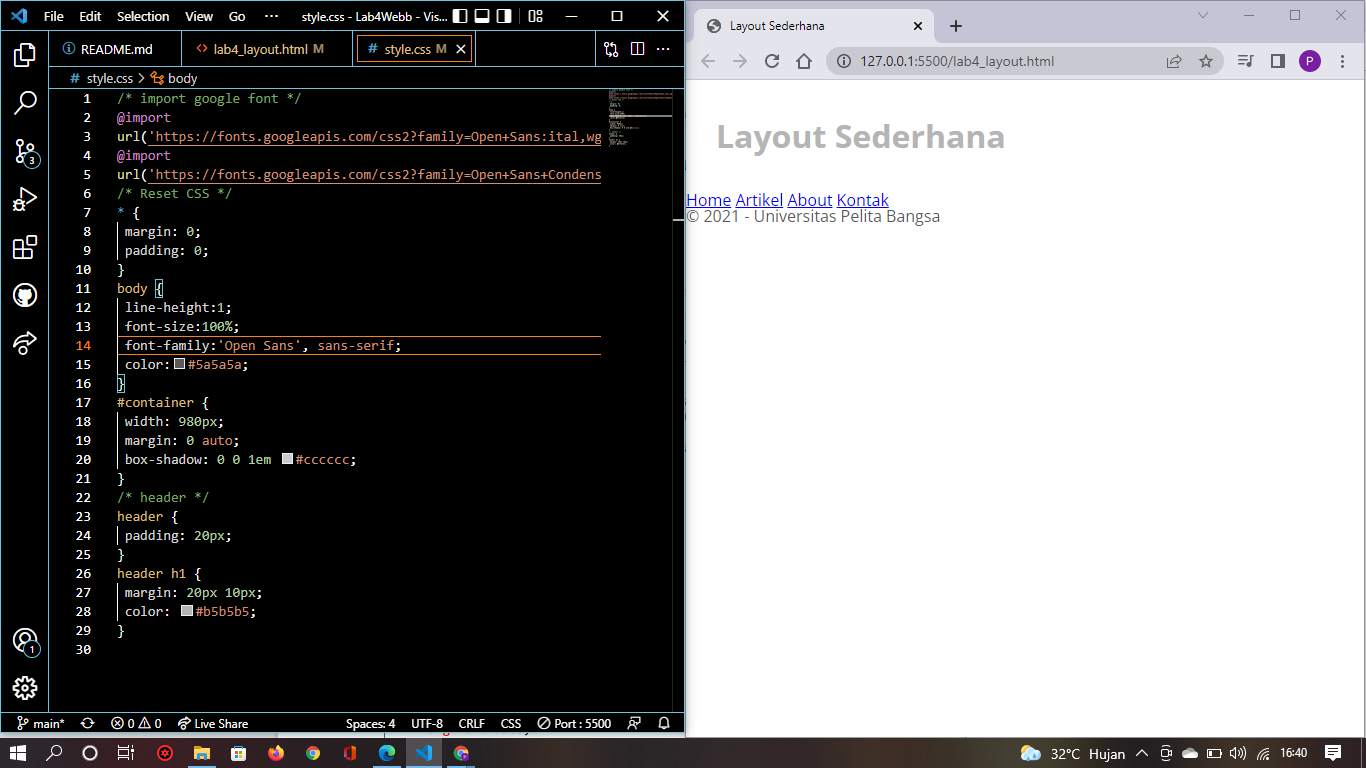 File Edit Selection View Go ··· style.css - Lab4Webb - Vis...
README.md lab4_layout.html M style.css M
# style.css > body
1 /* import google font */
2 @import
3 url('https://fonts.googleapis.com/css2?family=Open+Sans:ital,wg
4 @import
5 url('https://fonts.googleapis.com/css2?family=Open+Sans+Condens
6 /* Reset CSS */
7 * {
8 margin: 0;
9 padding: 0;
10 }
11 body {
12 line-height:1;
13 font-size:100%;
14 font-family:'Open Sans', sans-serif;
15 color:#5a5a5a;
16 }
17 #container {
18 width: 980px;
19 margin: 0 auto;
20 box-shadow: 0 0 1em #cccccc;
21 }
22 /* header */
23 header {
24 padding: 20px;
25 }
26 header h1 {
27 margin: 20px 10px;
28 color: #b5b5b5;
29 }
30
3
1
main* 0 0 Live Share Spaces: 4 UTF-8 CRLF CSS Port : 5500
Layout Sederhana
127.0.0.1:5500/lab4_layout.html P
Layout Sederhana
Home Artikel About Kontak
© 2021 - Universitas Pelita Bangsa
32°C Hujan 16:40